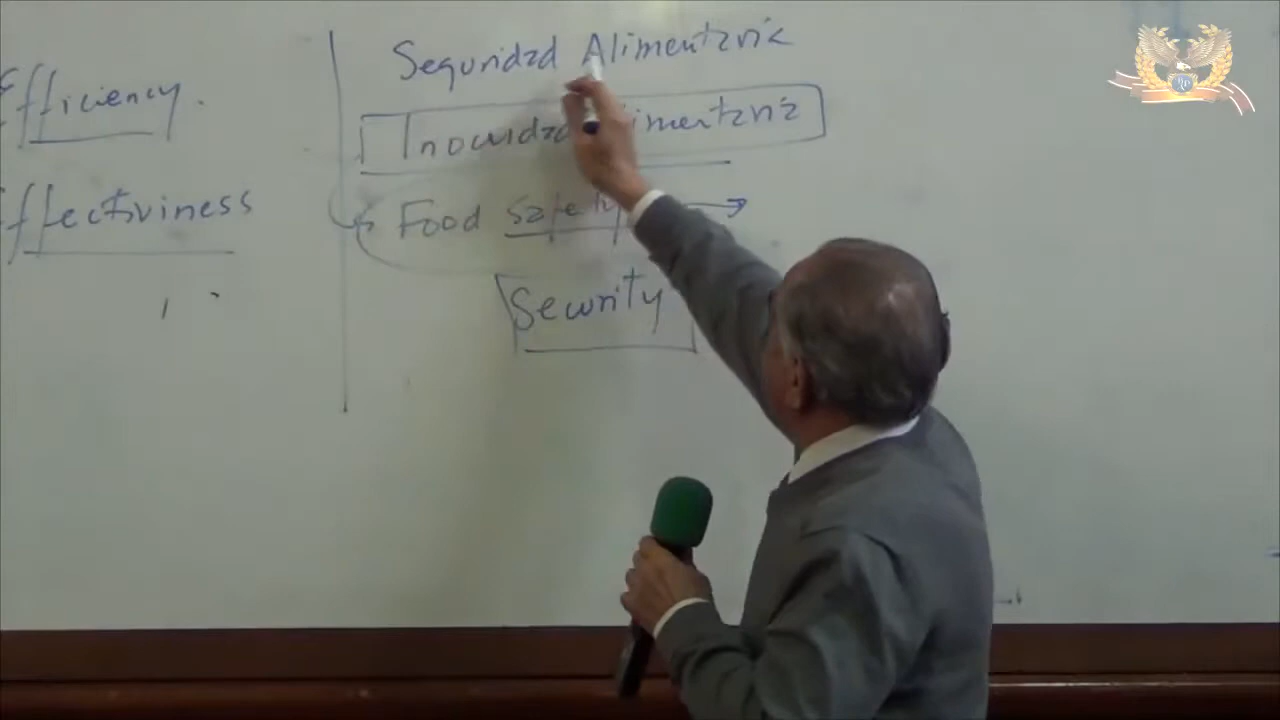 Efficiency.
Effectiviness
Seguridad Alimentaria
Inocuidad Alimentaria
Food safety
Security